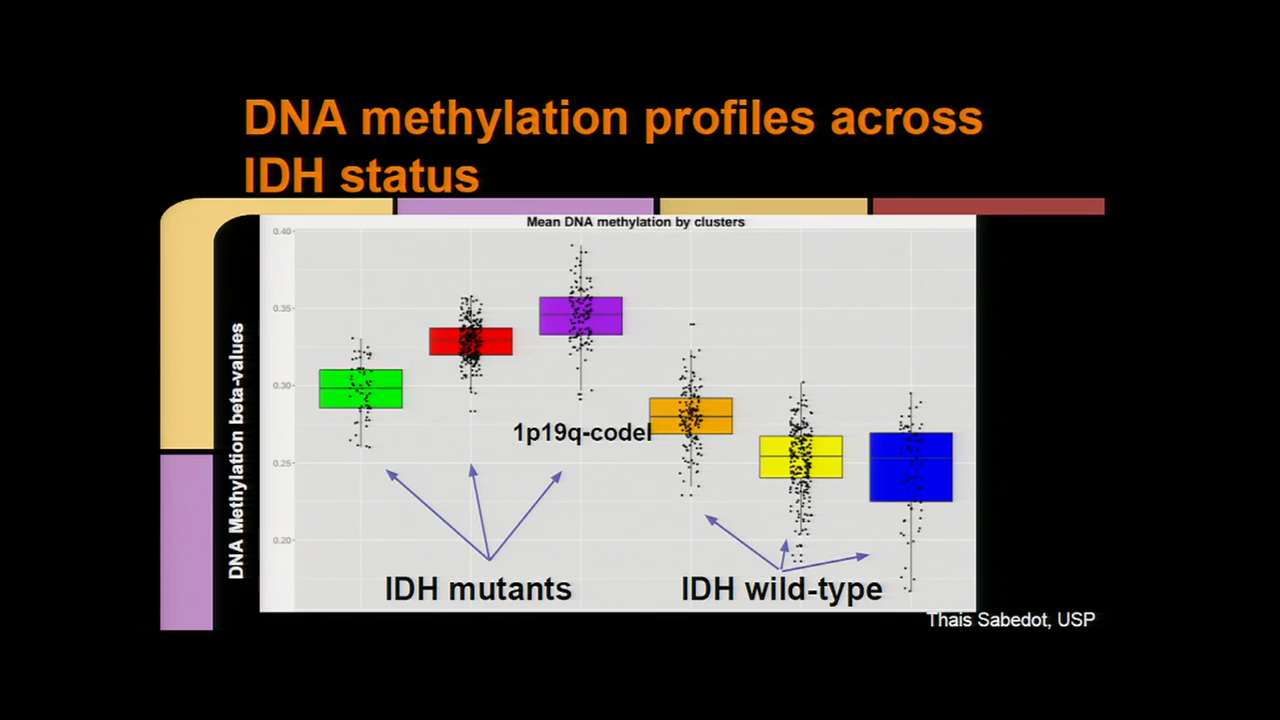 DNA methylation profiles across
IDH status
Mean DNA methylation by clusters
DNA Methylation beta-values
0.40
0.35
0.30
0.25
0.20
1p19q-codel
IDH mutants
IDH wild-type
Thais Sabedot, USP